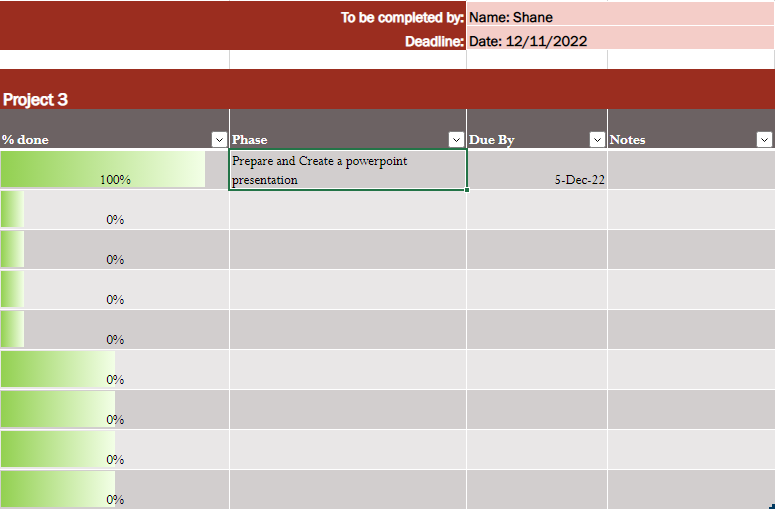 To be completed by: Name: Shane
Deadline: Date: 12/11/2022
Project 3
% done Phase Due By Notes
Prepare and Create a powerpoint
100% presentation 5-Dec-22
0%
0%
0%
0%
0%
0%
0%
0%